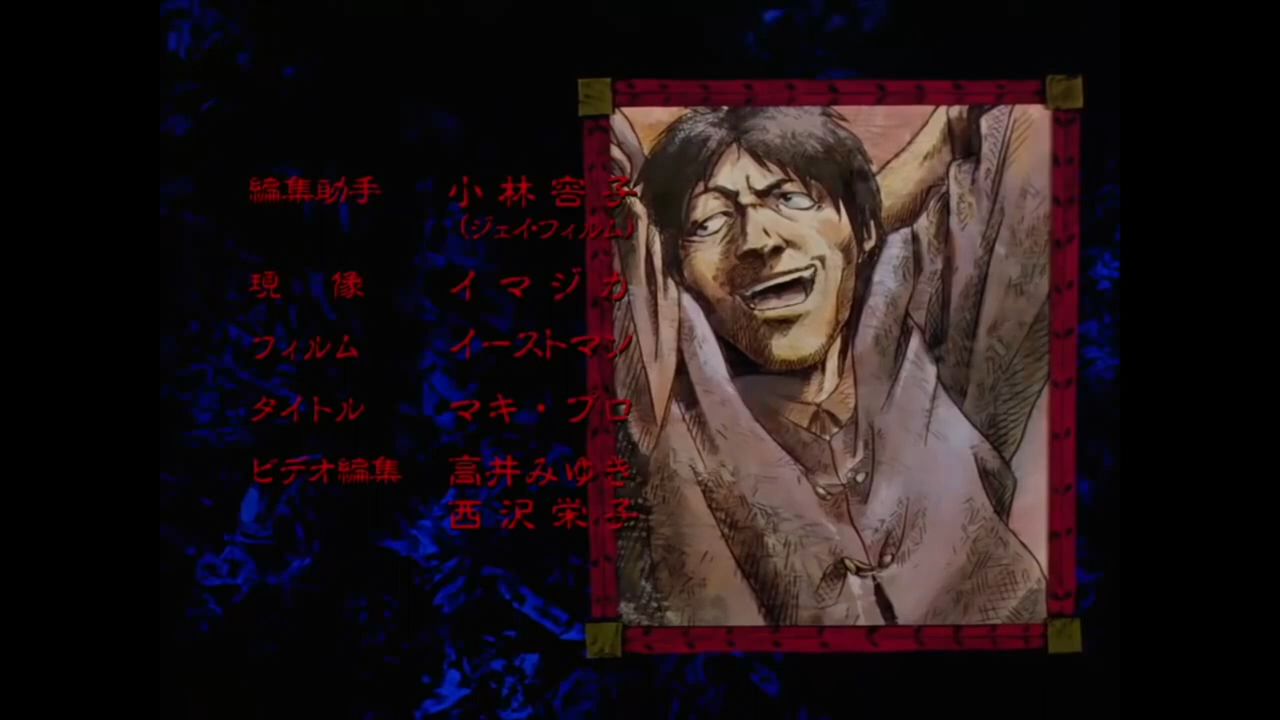 編集助手 小林容子
(ジェイ・フィルム)
現 像 イマジカ
フィルム イーストマン
タイトル マキ・プロ
ビデオ編集 高井みゆき
西沢栄子